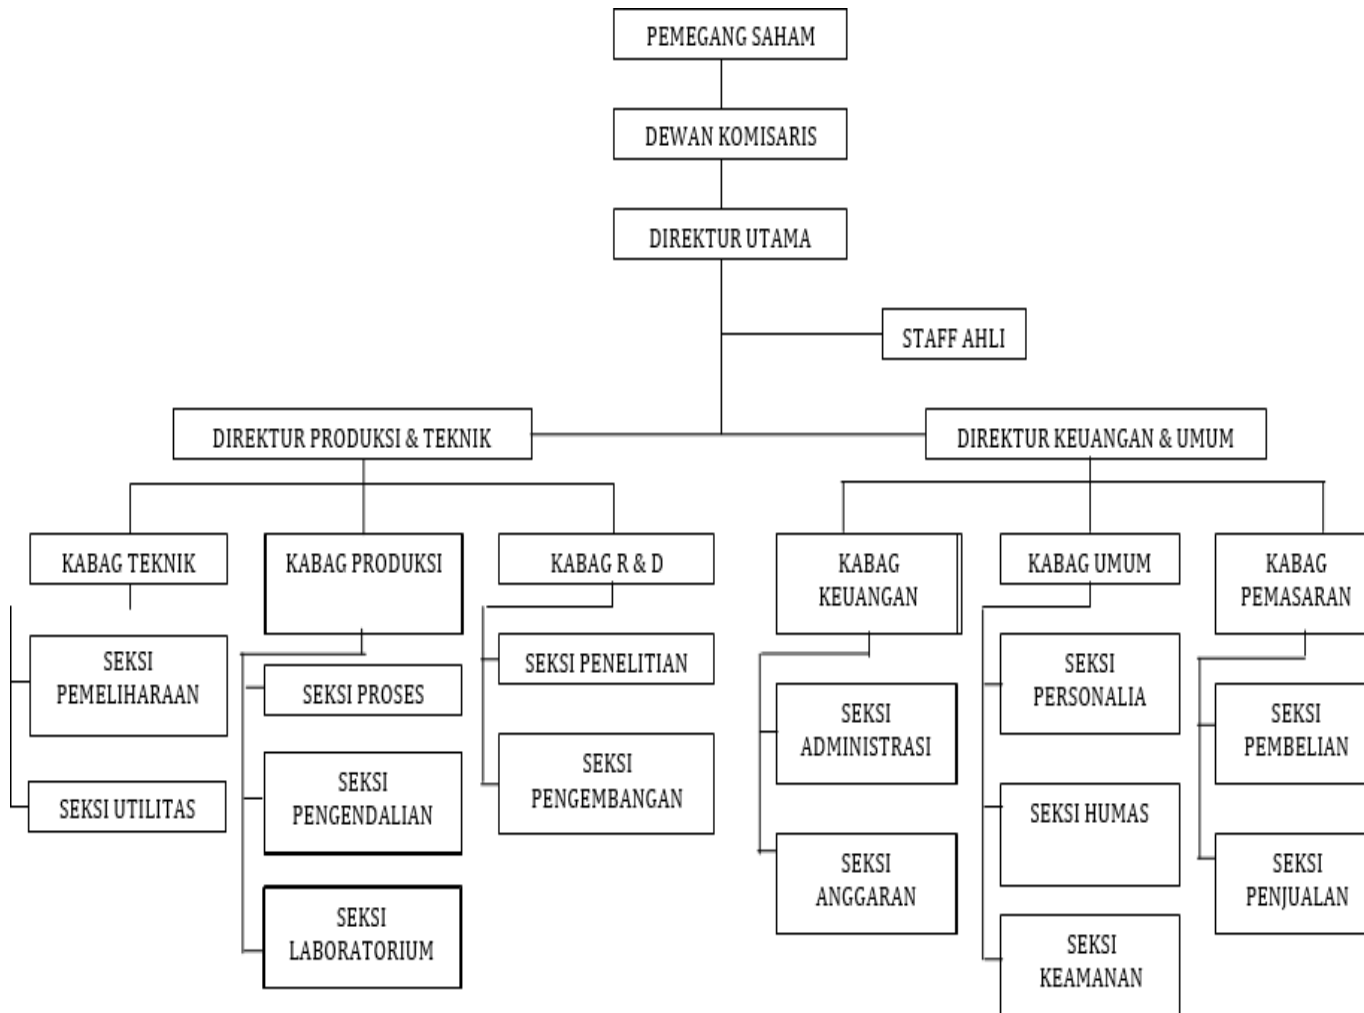 PEMEGANG SAHAM
DEWAN KOMISARIS
DIREKTUR UTAMA
STAFF AHLI
DIREKTUR PRODUKSI & TEKNIK
DIREKTUR KEUANGAN & UMUM
KABAG TEKNIK
KABAG PRODUKSI
KABAG R & D
KABAG
KEUANGAN
KABAG UMUM
KABAG
PEMASARAN
SEKSI
PEMELIHARAAN
SEKSI UTILITAS
SEKSI PROSES
SEKSI
PENGENDALIAN
SEKSI
LABORATORIUM
SEKSI PENELITIAN
SEKSI
PENGEMBANGAN
SEKSI
ADMINISTRASI
SEKSI
ANGGARAN
SEKSI
PERSONALIA
SEKSI HUMAS
SEKSI
KEAMANAN
SEKSI
PEMBELIAN
SEKSI
PENJUALAN